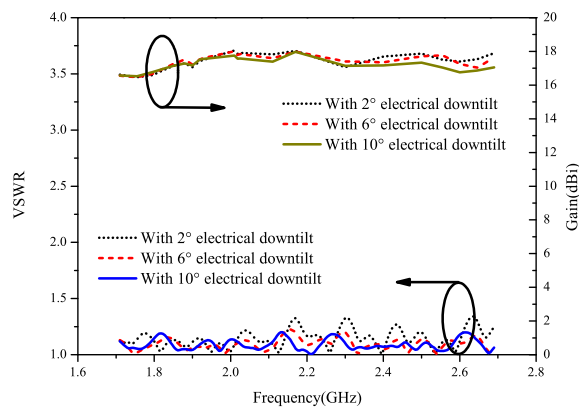 4.0
3.5
3.0
2.5
2.0
1.5
1.0
VSWR
20
18
16
14
12
10
8
6
4
2
0
Gain(dBi)
With 2° electrical downtilt
With 6° electrical downtilt
With 10° electrical downtilt
With 2° electrical downtilt
With 6° electrical downtilt
With 10° electrical downtilt
1.6 1.8 2.0 2.2 2.4 2.6 2.8
Frequency(GHz)